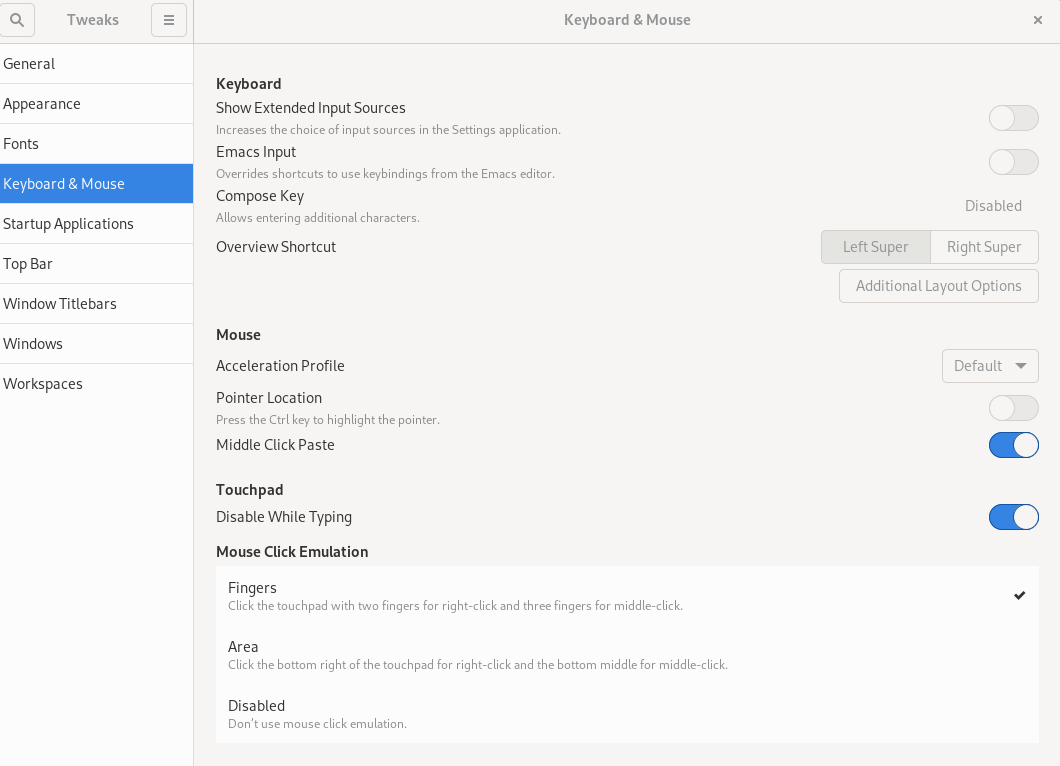 Tweaks
Keyboard & Mouse
General
Appearance
Fonts
Keyboard & Mouse
Startup Applications
Top Bar
Window Titlebars
Windows
Workspaces
Keyboard
Show Extended Input Sources
Increases the choice of input sources in the Settings application.
Emacs Input
Overrides shortcuts to use keybindings from the Emacs editor.
Compose Key
Disabled
Allows entering additional characters.
Overview Shortcut
Left Super
Right Super
Additional Layout Options
Mouse
Acceleration Profile
Default
Pointer Location
Press the Ctrl key to highlight the pointer.
Middle Click Paste
Touchpad
Disable While Typing
Mouse Click Emulation
Fingers
Click the touchpad with two fingers for right-click and three fingers for middle-click.
Area
Click the bottom right of the touchpad for right-click and the bottom middle for middle-click.
Disabled
Don't use mouse click emulation.